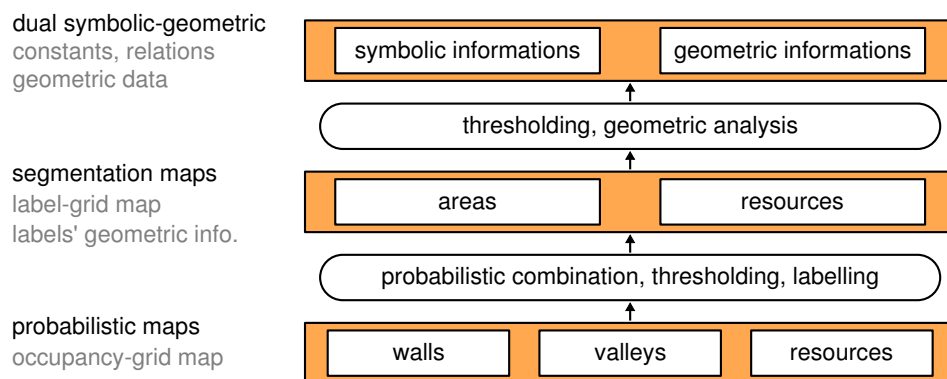 dual symbolic-geometric
constants, relations
geometric data
symbolic informations
geometric informations
thresholding, geometric analysis
segmentation maps
label-grid map
labels' geometric info.
areas
resources
probabilistic combination, thresholding, labelling
probabilistic maps
occupancy-grid map
walls
valleys
resources